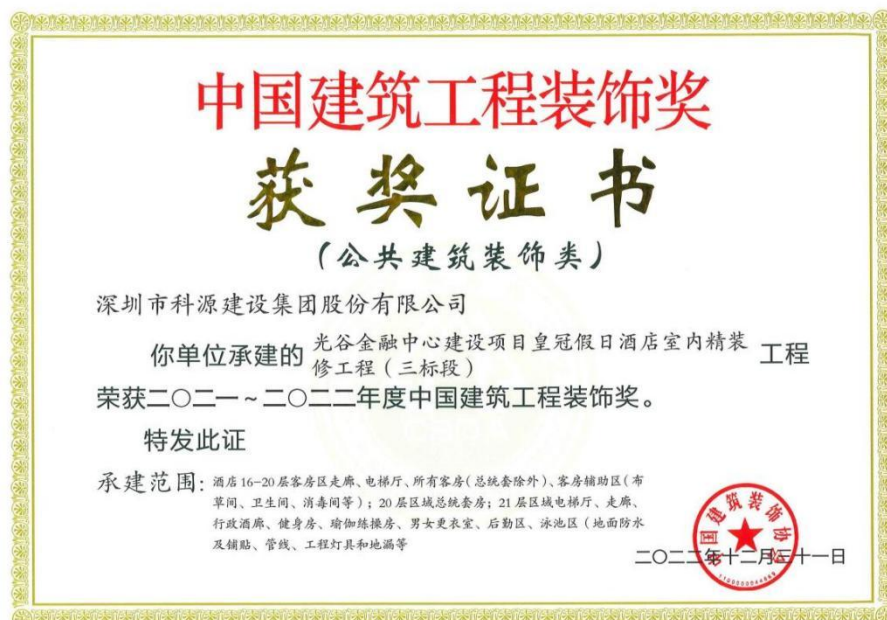 中国建筑工程装饰奖
获奖证书
(公共建筑装饰类)
深圳市科源建设集团股份有限公司
你单位承建的 光谷金融中心建设项目皇冠假日酒店室内精装
修工程(三标段) 工程
荣获二〇二一~二〇二二年度中国建筑工程装饰奖。
特发此证
承建范围: 酒店16-20层客房区走廊、电梯厅、所有客房(总统套除外)、客房辅助区(布
草间、卫生间、消毒间等);20层区域总统套房;21层区域电梯厅、走廊、
行政酒廊、健身房、瑜伽练操房、男女更衣室、后勤区、泳池区(地面防水
及铺贴、管线、工程灯具和地漏等
中国建筑装饰协会
二〇二二年十二月三十一日